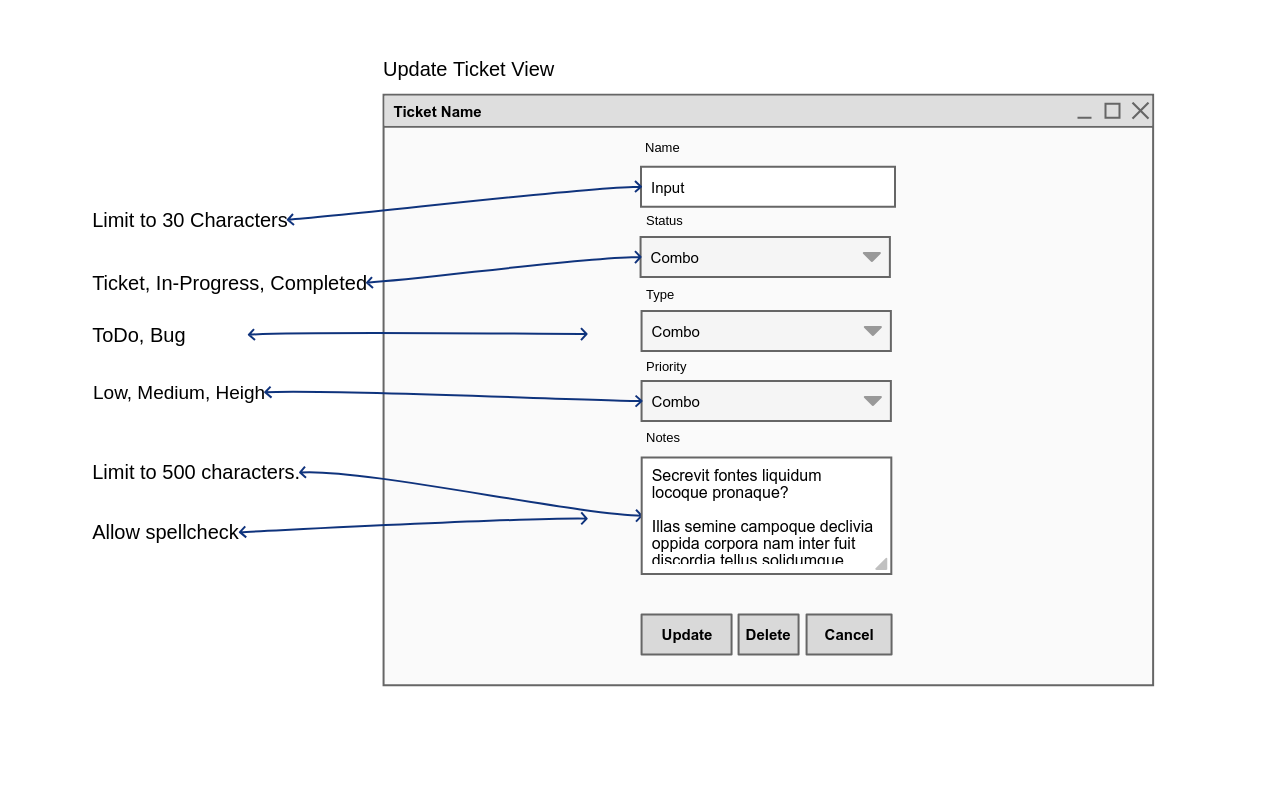 Update Ticket View
Ticket Name
Name
Input
Limit to 30 Characters
Status
Combo
Ticket, In-Progress, Completed
Type
Combo
ToDo, Bug
Priority
Combo
Low, Medium, Heigh
Notes
Limit to 500 characters.
Secrevit fontes liquidum
locoque pronaque?
Illas semine campoque declivia
oppida corpora nam inter fuit
discordia tellus solidumque
Allow spellcheck
Update
Delete
Cancel